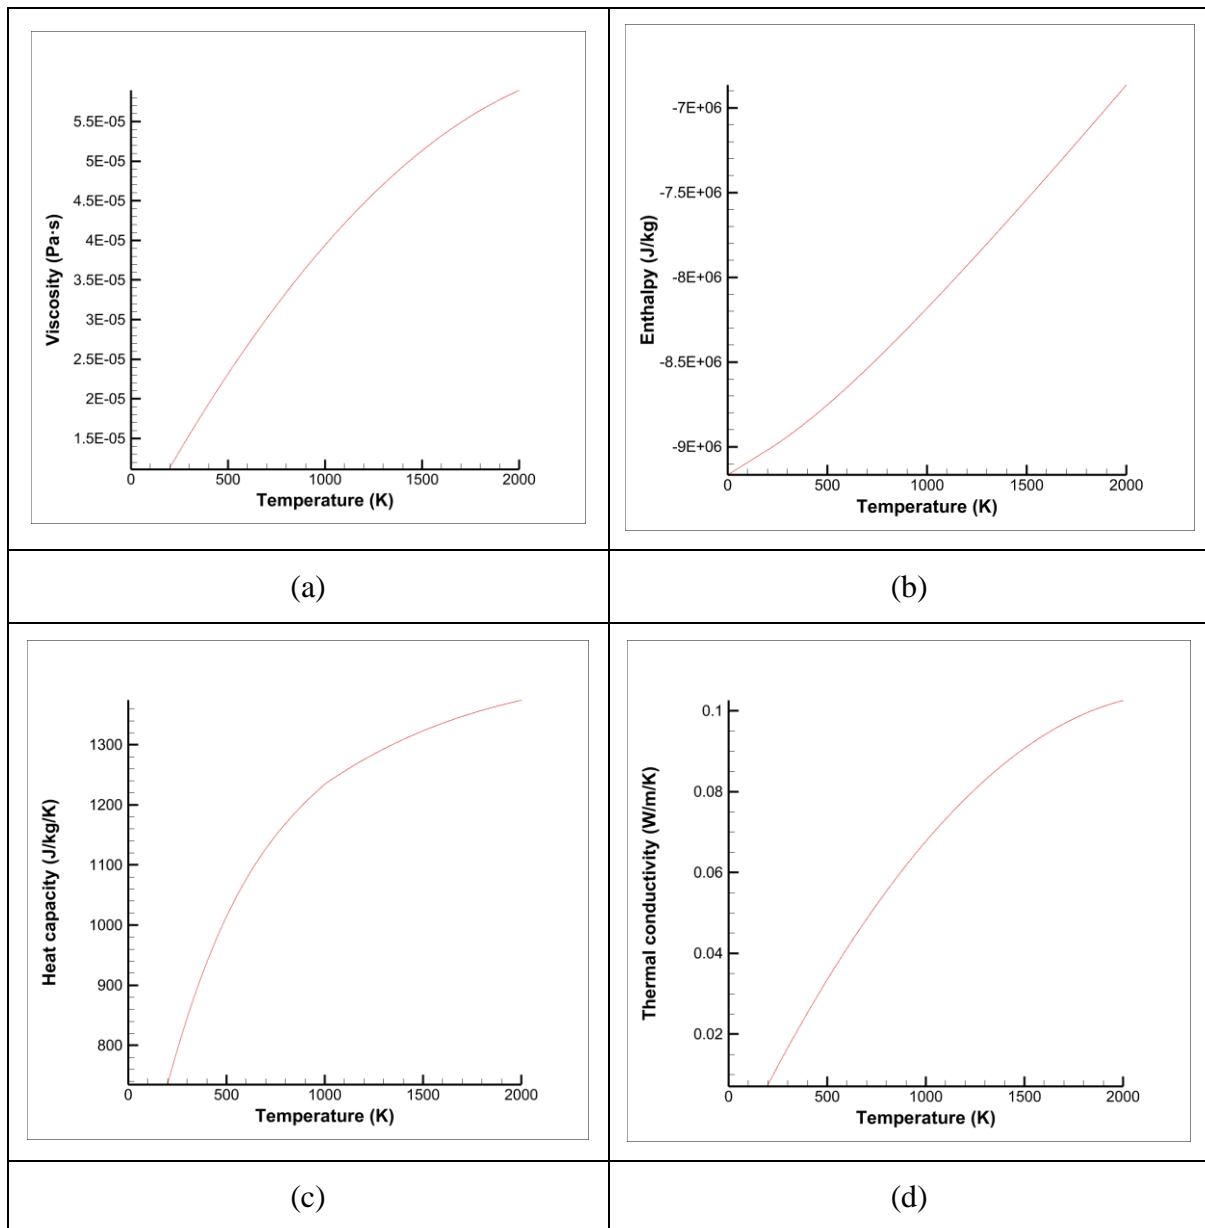 5.5E-05
5E-05
4.5E-05
4E-05
3.5E-05
3E-05
2.5E-05
2E-05
1.5E-05
Viscosity (Pa·s)
0 500 1000 1500 2000
Temperature (K)
(a)
-7E+06
-7.5E+06
-8E+06
-8.5E+06
-9E+06
Enthalpy (J/kg)
0 500 1000 1500 2000
Temperature (K)
(b)
1300
1200
1100
1000
900
800
Heat capacity (J/kg/K)
0 500 1000 1500 2000
Temperature (K)
(c)
0.1
0.08
0.06
0.04
0.02
Thermal conductivity (W/m/K)
0 500 1000 1500 2000
Temperature (K)
(d)